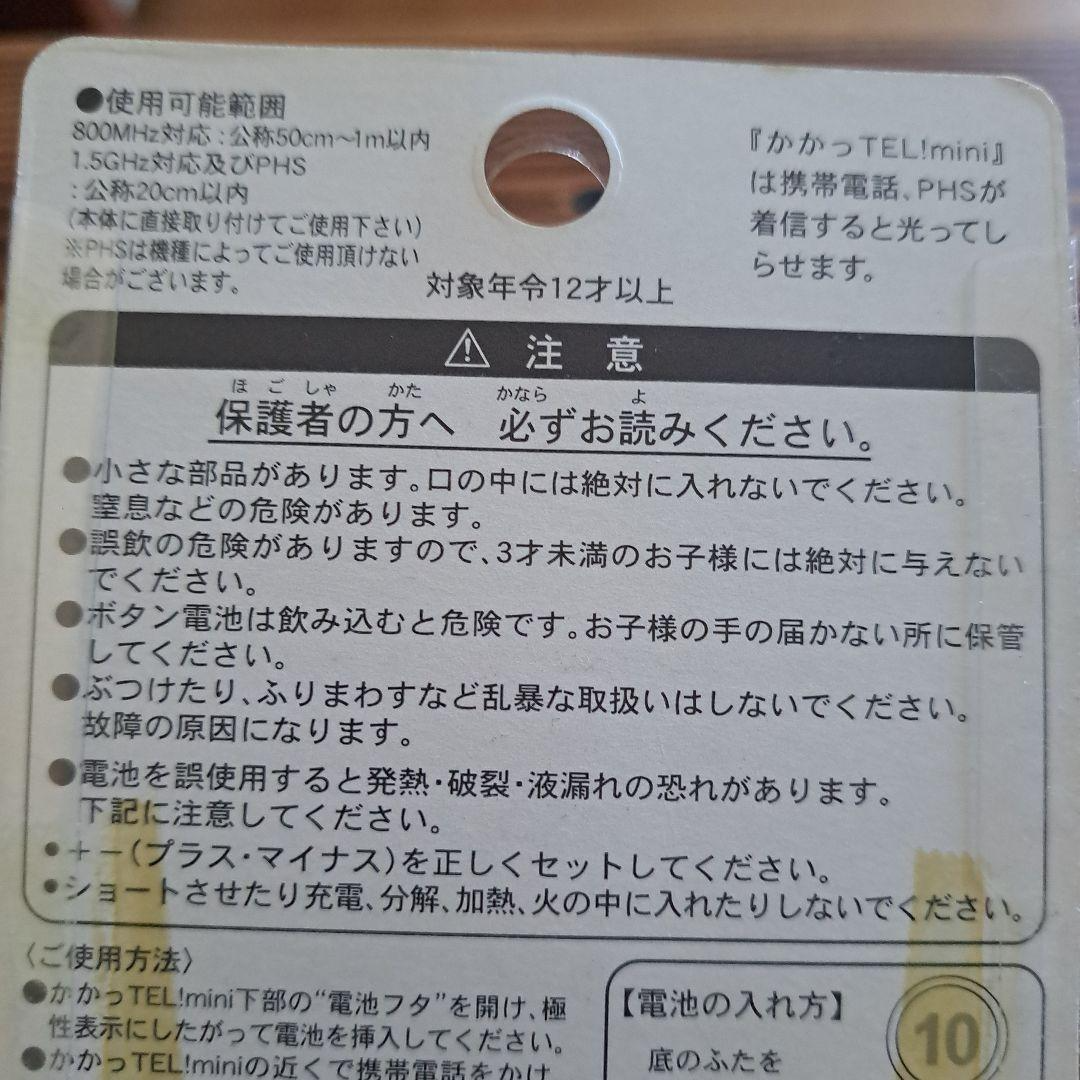 ●使用可能範囲
800MHz対応:公称50cm～1m以内
1.5GHz対応及びPHS
:公称20cm以内
(本体に直接取り付けてご使用下さい)
※PHSは機種によってご使用頂けない
場合がございます。
『かかっTEL!mini』
は携帯電話、PHSが
着信すると光ってし
らせます。
対象年令12才以上
⚠ 注 意
ほ ご しゃ かた かなら よ
保護者の方へ 必ずお読みください。
●小さな部品があります。口の中には絶対に入れないでください。
窒息などの危険があります。
●誤飲の危険がありますので、3才未満のお子様には絶対に与えない
でください。
●ボタン電池は飲み込むと危険です。お子様の手の届かない所に保管
してください。
●ぶつけたり、ふりまわすなど乱暴な取扱いはしないでください。
故障の原因になります。
●電池を誤使用すると発熱・破裂・液漏れの恐れがあります。
下記に注意してください。
・＋－(プラス・マイナス)を正しくセットしてください。
・ショートさせたり充電、分解、加熱、火の中に入れたりしないでください。
〈ご使用方法〉
●かかっTEL!mini下部の“電池フタ”を開け、極
性表示にしたがって電池を挿入してください。
●かかっTEL!miniの近くで携帯電話をかけ
【電池の入れ方】
底のふたを
10